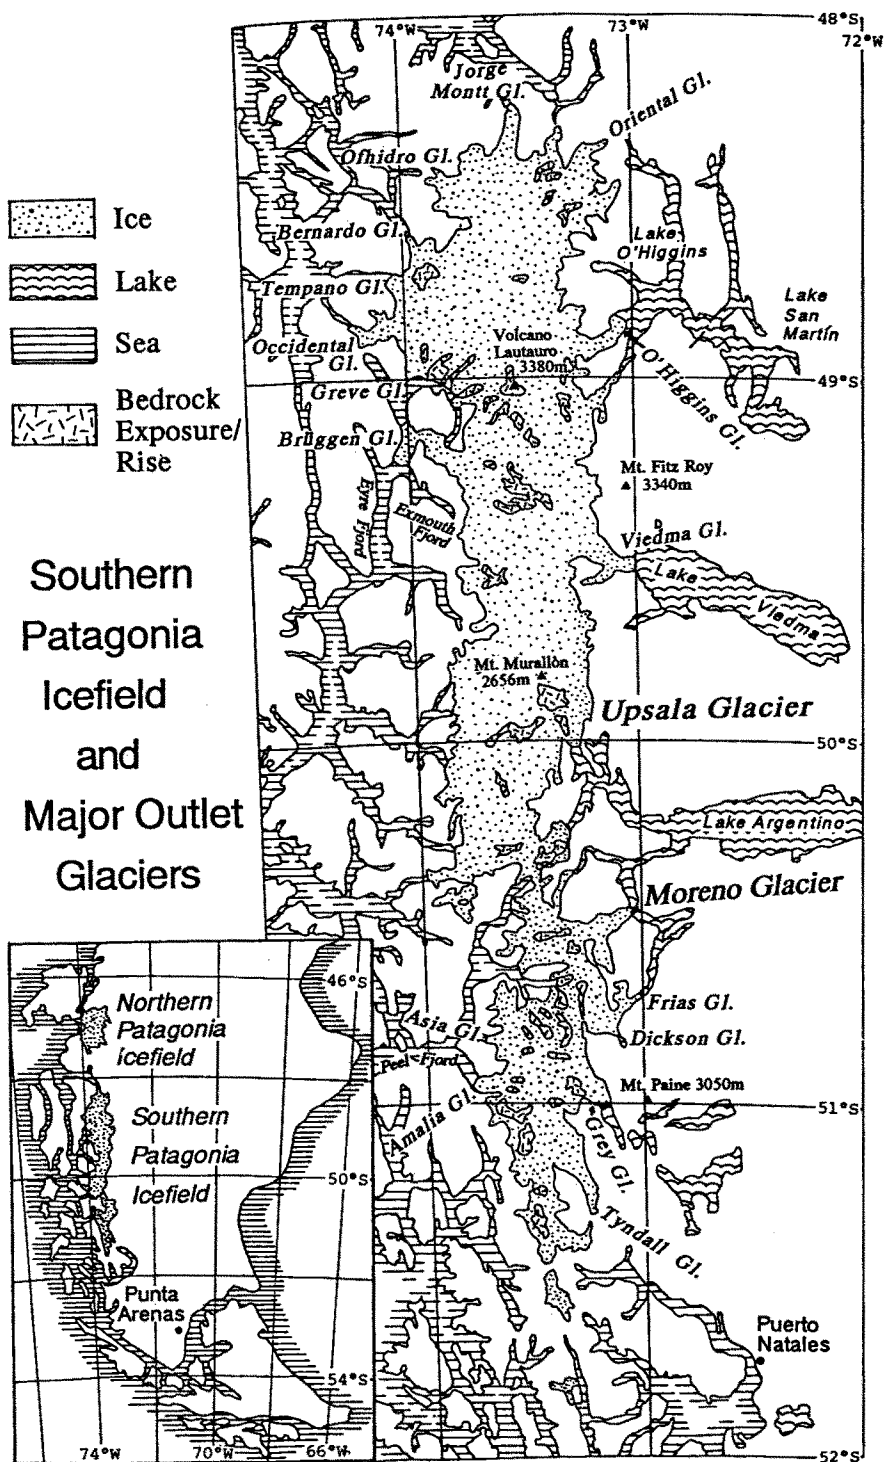 48°S
74°W
73°W
72°W
Jorge
Montt Gl.
Oriental Gl.
Ofhidro Gl.
Ice
Bernardo Gl.
Lake
O'Higgins
Lake
Tempano Gl.
Lake
San
Martín
Sea
Occidental
Gl.
Volcano
Lautauro
3380m
O'Higgins Gl.
49°S
Greve Gl.
Bedrock
Exposure/
Rise
Brüggen Gl.
Mt. Fitz Roy
3340m
Eyre
Fjord
Exmouth
Fjord
Viedma Gl.
Lake Viedma
Southern
Patagonia
Icefield
and
Major Outlet
Glaciers
Mt. Murallòn
2656m
Upsala Glacier
50°S
Lake Argentino
Moreno Glacier
Frias Gl.
Asia Gl.
Dickson Gl.
Peel Fjord
Mt. Paine 3050m
51°S
Amalia Gl.
Grey Gl.
Tyndall Gl.
Puerto
Natales
52°S
46°S
Northern
Patagonia
Icefield
Southern
Patagonia
Icefield
50°S
Punta
Arenas
54°S
74°W
70°W
66°W